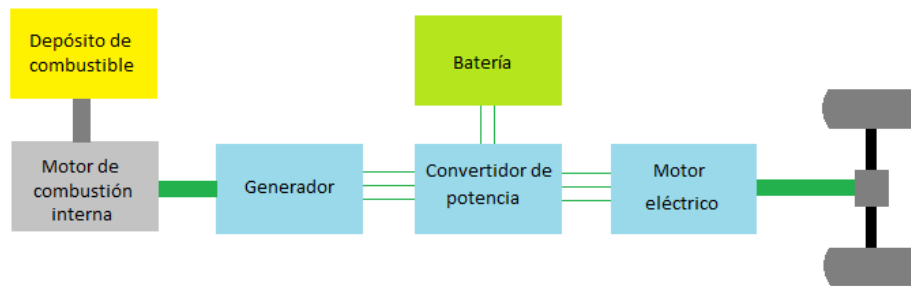 Depósito de
combustible
Batería
Motor de
combustión
interna
Generador
Convertidor de
potencia
Motor
eléctrico